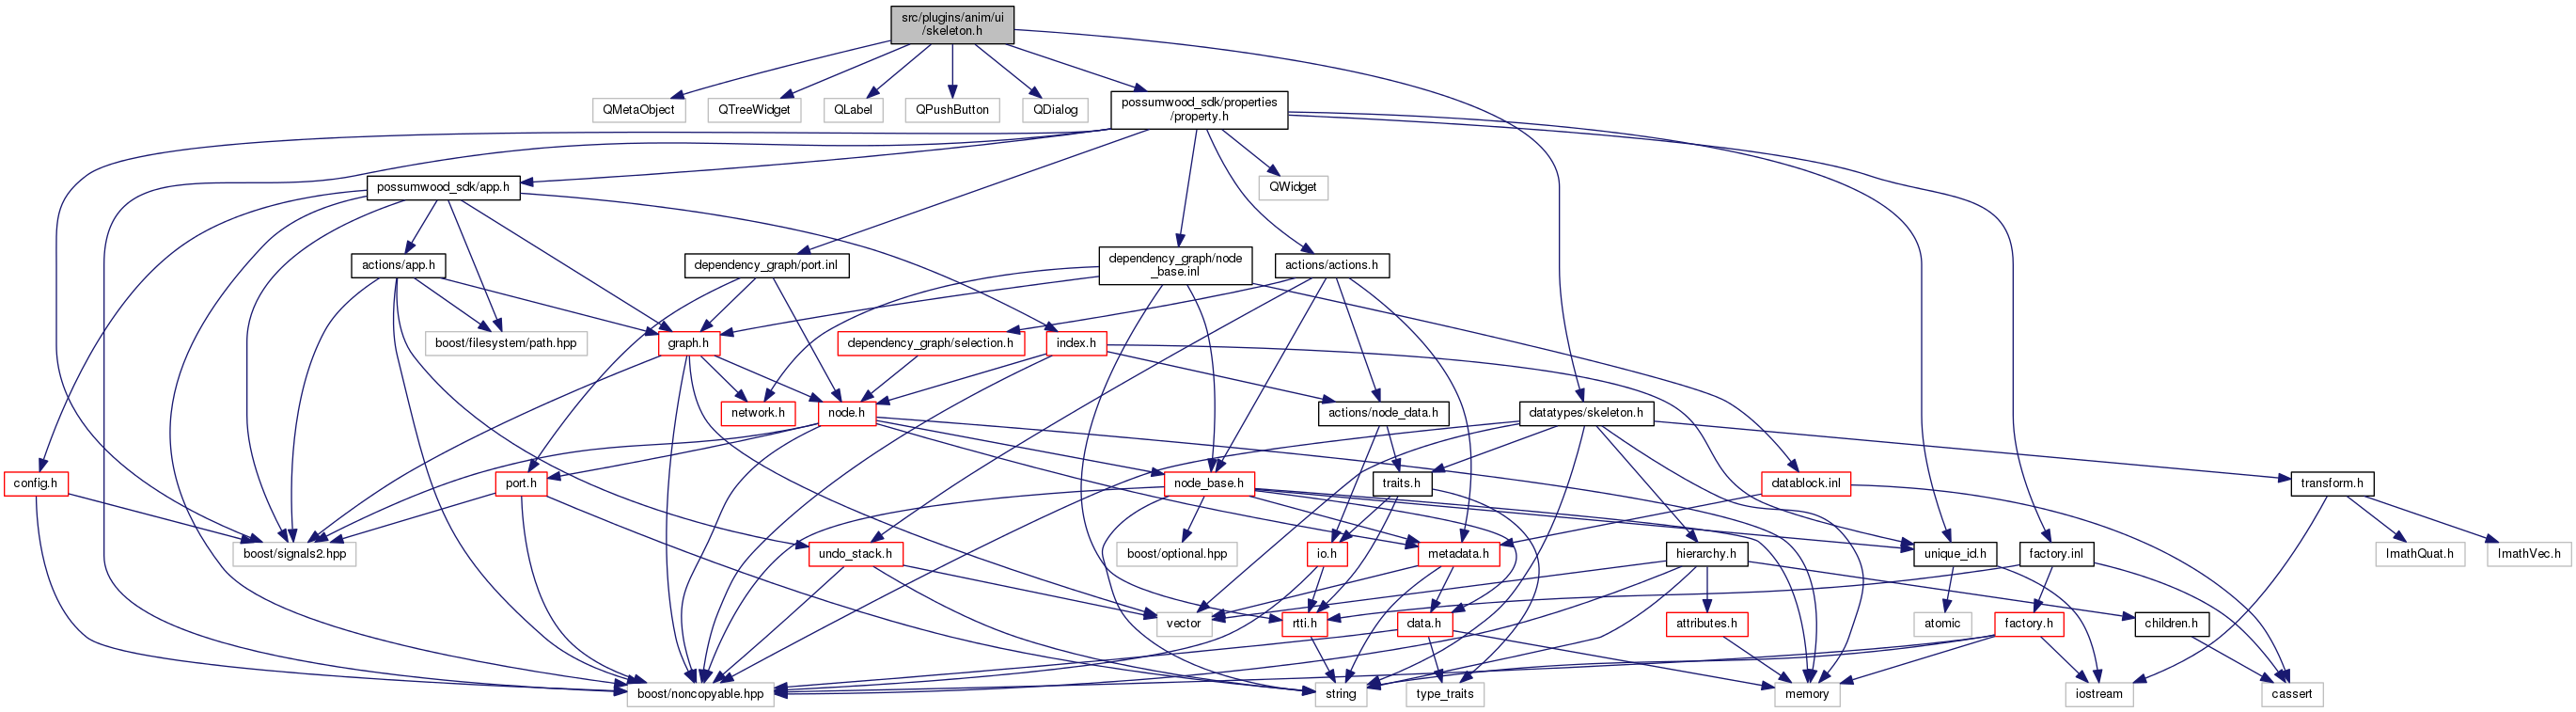 src/plugins/anim/ui
/skeleton.h
QMetaObject
QTreeWidget
QLabel
QPushButton
QDialog
possumwood_sdk/properties
/property.h
possumwood_sdk/app.h
QWidget
actions/app.h
dependency_graph/port.inl
dependency_graph/node
_base.inl
actions/actions.h
boost/filesystem/path.hpp
graph.h
dependency_graph/selection.h
index.h
network.h
node.h
actions/node_data.h
datatypes/skeleton.h
config.h
port.h
node_base.h
traits.h
datablock.inl
transform.h
boost/signals2.hpp
undo_stack.h
boost/optional.hpp
io.h
metadata.h
hierarchy.h
unique_id.h
factory.inl
ImathQuat.h
ImathVec.h
vector
rtti.h
data.h
attributes.h
atomic
factory.h
children.h
boost/noncopyable.hpp
string
type_traits
memory
iostream
cassert